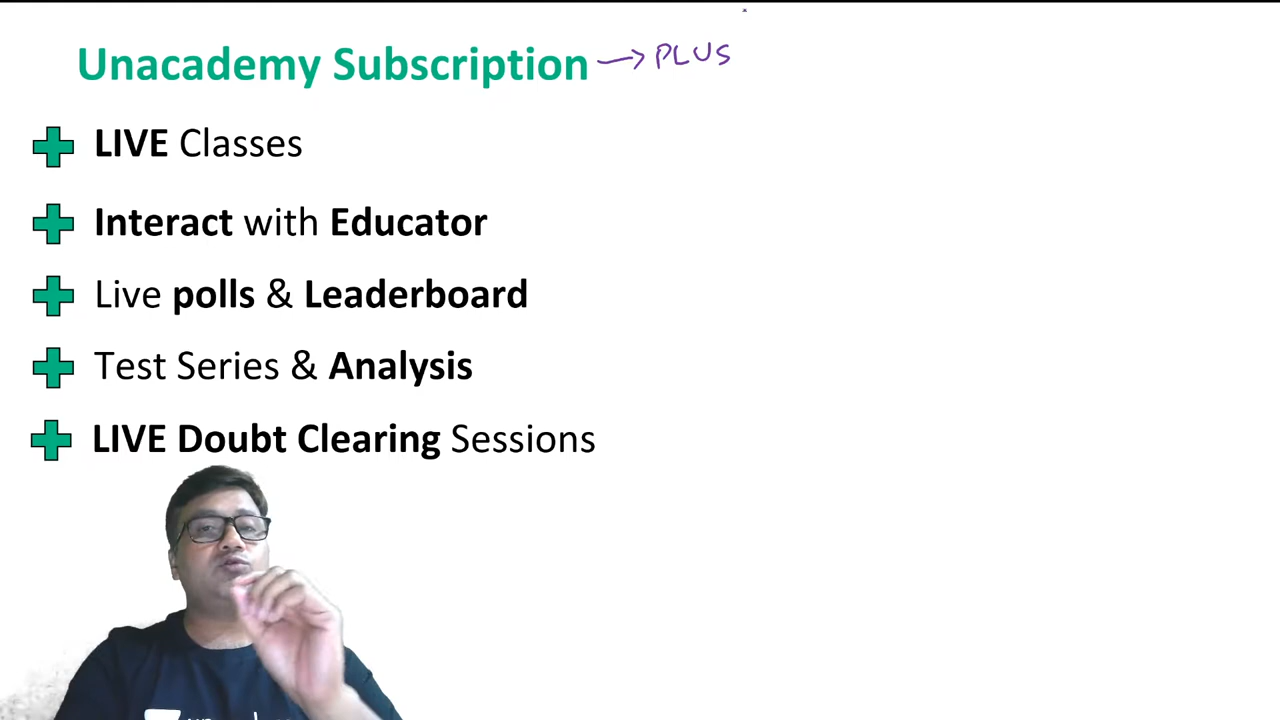 Unacademy Subscription → PLUS
LIVE Classes
Interact with Educator
Live polls & Leaderboard
Test Series & Analysis
LIVE Doubt Clearing Sessions